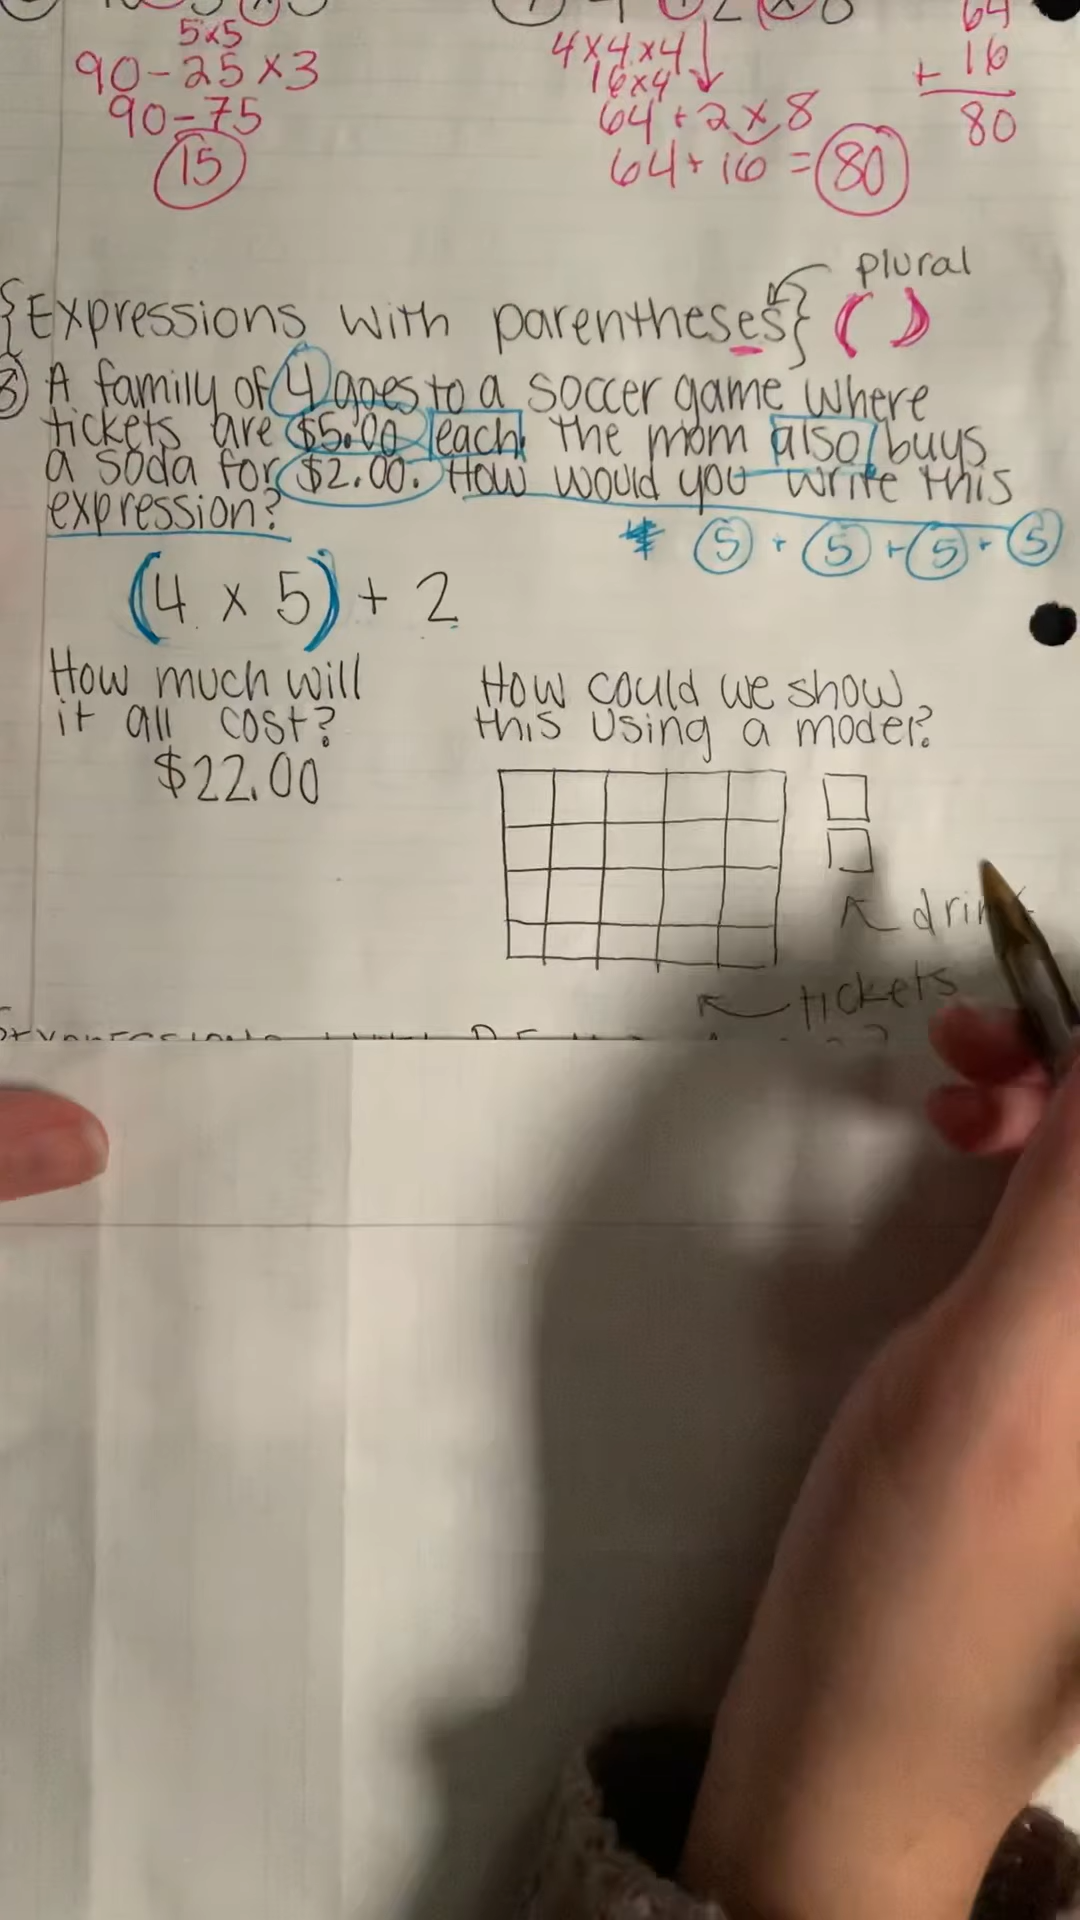 5x5
90-25x3
90-75
15
4x4x4
16x4
64+2x8
64+16=80
64
+16
80
plural
{Expressions with parentheses} ( )
A family of 4 goes to a soccer game where
tickets are $5.00 each. The mom also buys
a soda for $2.00. How would you write this
expression?
* 5 + 5 + 5 + 5
(4 x 5) + 2
How much will
it all cost?
$22.00
How could we show
this using a model?
tickets